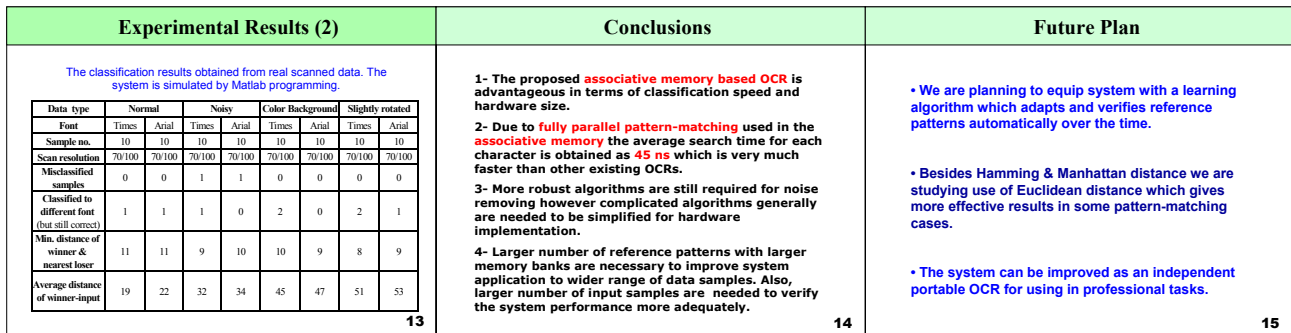 Experimental Results (2)
The classification results obtained from real scanned data. The
system is simulated by Matlab programming.
Data type Normal Noisy Color Background Slightly rotated
Font Times Arial Times Arial Times Arial Times Arial
Sample no. 10 10 10 10 10 10 10 10
Scan resolution 70/100 70/100 70/100 70/100 70/100 70/100 70/100 70/100
Misclassified
samples 0 0 1 1 0 0 0 0
Classified to
different font
(but still correct) 1 1 1 0 2 0 2 1
Min. distance of
winner &
nearest loser 11 11 9 10 10 9 8 9
Average distance
of winner-input 19 22 32 34 45 47 51 53
13
Conclusions
1- The proposed associative memory based OCR is
advantageous in terms of classification speed and
hardware size.
2- Due to fully parallel pattern-matching used in the
associative memory the average search time for each
character is obtained as 45 ns which is very much
faster than other existing OCRs.
3- More robust algorithms are still required for noise
removing however complicated algorithms generally
are needed to be simplified for hardware
implementation.
4- Larger number of reference patterns with larger
memory banks are necessary to improve system
application to wider range of data samples. Also,
larger number of input samples are needed to verify
the system performance more adequately.
14
Future Plan
• We are planning to equip system with a learning
algorithm which adapts and verifies reference
patterns automatically over the time.
• Besides Hamming & Manhattan distance we are
studying use of Euclidean distance which gives
more effective results in some pattern-matching
cases.
• The system can be improved as an independent
portable OCR for using in professional tasks.
15